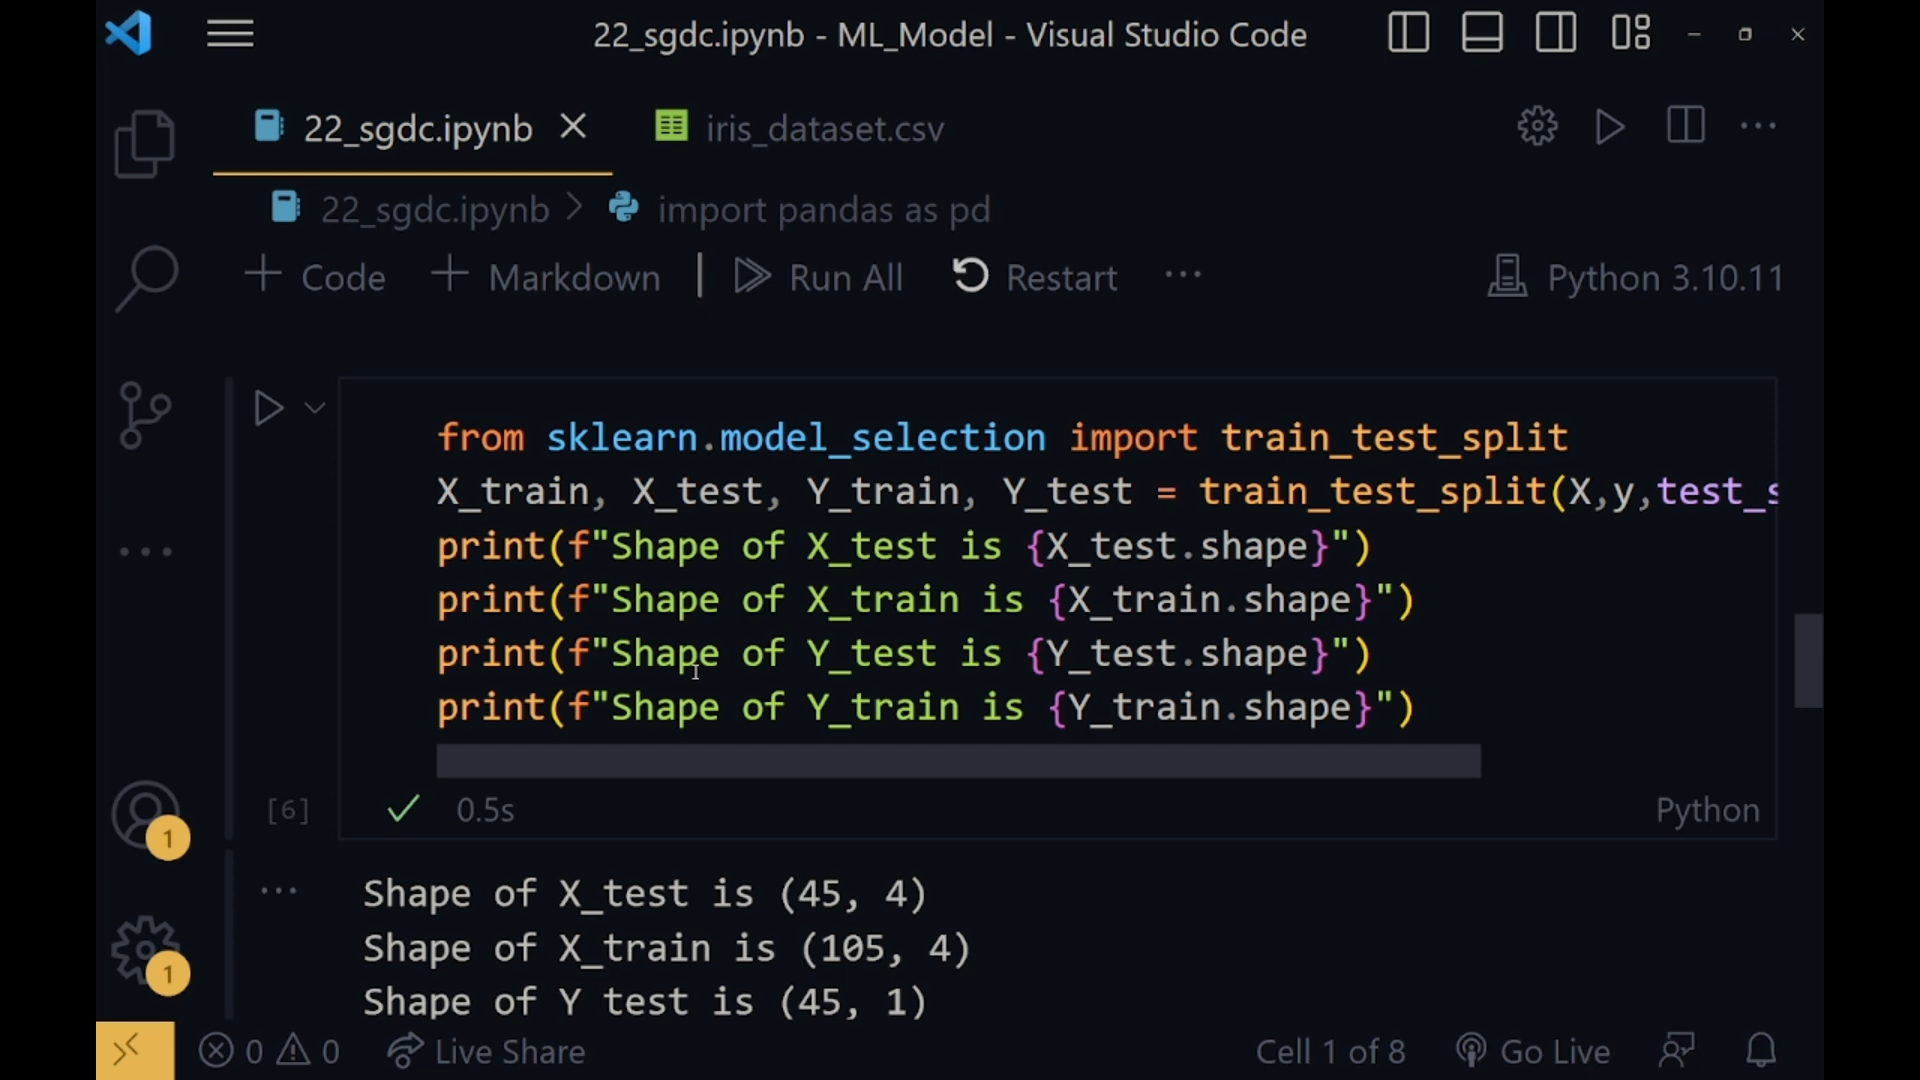 22_sgdc.ipynb - ML_Model - Visual Studio Code
22_sgdc.ipynb
iris_dataset.csv
22_sgdc.ipynb > import pandas as pd
+ Code + Markdown | Run All Restart ...
Python 3.10.11
from sklearn.model_selection import train_test_split
X_train, X_test, Y_train, Y_test = train_test_split(X,y,test_s
print(f"Shape of X_test is {X_test.shape}")
print(f"Shape of X_train is {X_train.shape}")
print(f"Shape of Y_test is {Y_test.shape}")
print(f"Shape of Y_train is {Y_train.shape}")
[6] 0.5s Python
1
Shape of X_test is (45, 4)
Shape of X_train is (105, 4)
1
Shape of Y test is (45, 1)
0 0 Live Share Cell 1 of 8 Go Live